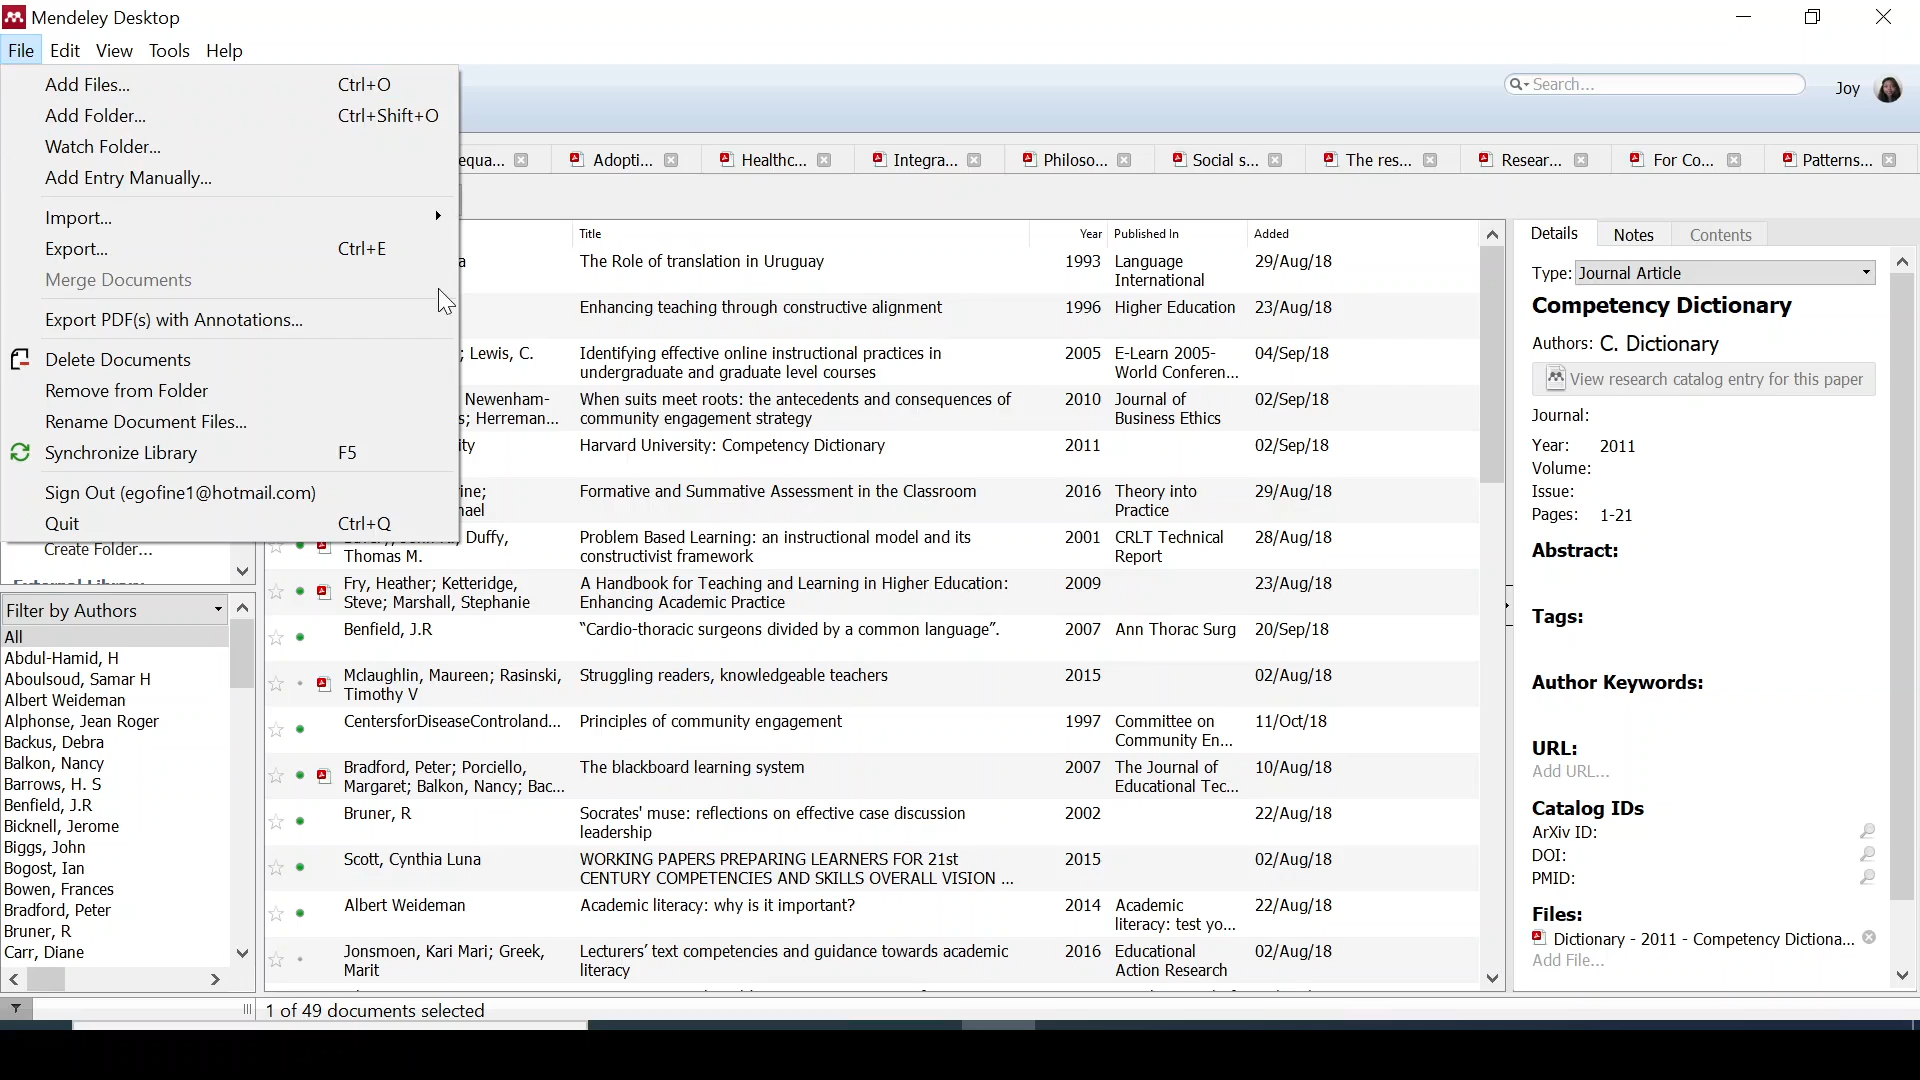 Mendeley Desktop
File Edit View Tools Help
Add Files... Ctrl+O
Add Folder... Ctrl+Shift+O
Watch Folder...
Add Entry Manually...
Import...
Export... Ctrl+E
Merge Documents
Export PDF(s) with Annotations...
Delete Documents
Remove from Folder
Rename Document Files...
Synchronize Library F5
Sign Out (egofine1@hotmail.com)
Quit Ctrl+Q
Create Folder...
Filter by Authors
All
Abdul-Hamid, H
Aboulsoud, Samar H
Albert Weideman
Alphonse, Jean Roger
Backus, Debra
Balkon, Nancy
Barrows, H. S
Benfield, J.R
Bicknell, Jerome
Biggs, John
Bogost, Ian
Bowen, Frances
Bradford, Peter
Bruner, R
Carr, Diane
Search... Joy
equa... Adopti... Healthc... Integra... Philoso... Social s... The res... Resear... For Co... Patterns...
Title Year Published In Added
a The Role of translation in Uruguay 1993 Language 29/Aug/18
International
Enhancing teaching through constructive alignment 1996 Higher Education 23/Aug/18
; Lewis, C. Identifying effective online instructional practices in 2005 E-Learn 2005- 04/Sep/18
undergraduate and graduate level courses World Conferen...
Newenham- When suits meet roots: the antecedents and consequences of 2010 Journal of 02/Sep/18
s; Herreman... community engagement strategy Business Ethics
ity Harvard University: Competency Dictionary 2011 02/Sep/18
ine; Formative and Summative Assessment in the Classroom 2016 Theory into 29/Aug/18
nael Practice
Duffy, Problem Based Learning: an instructional model and its 2001 CRLT Technical 28/Aug/18
Thomas M. constructivist framework Report
Fry, Heather; Ketteridge, A Handbook for Teaching and Learning in Higher Education: 2009 23/Aug/18
Steve; Marshall, Stephanie Enhancing Academic Practice
Benfield, J.R “Cardio-thoracic surgeons divided by a common language”. 2007 Ann Thorac Surg 20/Sep/18
Mclaughlin, Maureen; Rasinski, Struggling readers, knowledgeable teachers 2015 02/Aug/18
Timothy V
CentersforDiseaseControland... Principles of community engagement 1997 Committee on 11/Oct/18
Community En...
Bradford, Peter; Porciello, The blackboard learning system 2007 The Journal of 10/Aug/18
Margaret; Balkon, Nancy; Bac... Educational Tec...
Bruner, R Socrates' muse: reflections on effective case discussion 2002 22/Aug/18
leadership
Scott, Cynthia Luna WORKING PAPERS PREPARING LEARNERS FOR 21st 2015 02/Aug/18
CENTURY COMPETENCIES AND SKILLS OVERALL VISION ...
Albert Weideman Academic literacy: why is it important? 2014 Academic 22/Aug/18
literacy: test yo...
Jonsmoen, Kari Mari; Greek, Lecturers’ text competencies and guidance towards academic 2016 Educational 02/Aug/18
Marit literacy Action Research
Details Notes Contents
Type: Journal Article
Competency Dictionary
Authors: C. Dictionary
View research catalog entry for this paper
Journal:
Year: 2011
Volume:
Issue:
Pages: 1-21
Abstract:
Tags:
Author Keywords:
URL:
Add URL...
Catalog IDs
ArXiv ID:
DOI:
PMID:
Files:
Dictionary - 2011 - Competency Dictiona...
Add File...
1 of 49 documents selected